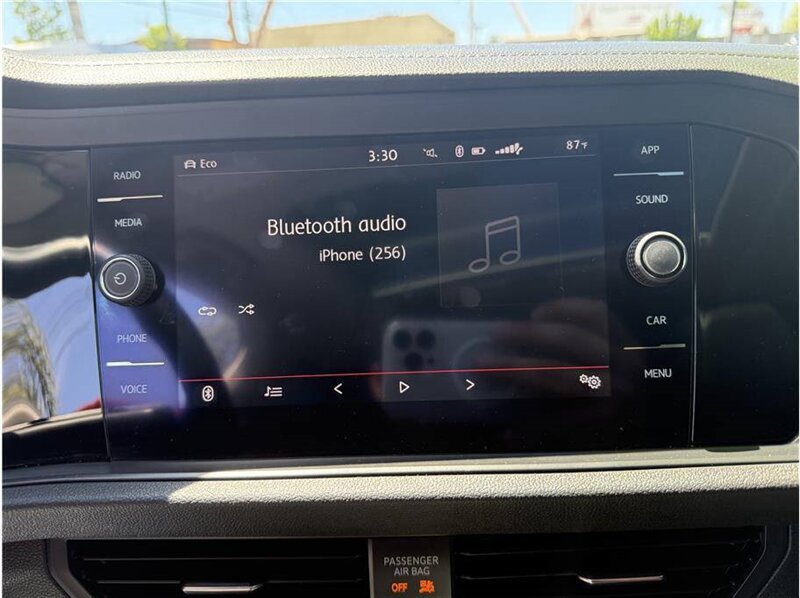 Eco
3:30
87°F
RADIO
MEDIA
PHONE
VOICE
Bluetooth audio
iPhone (256)
APP
SOUND
CAR
MENU
PASSENGER
AIR BAG
OFF